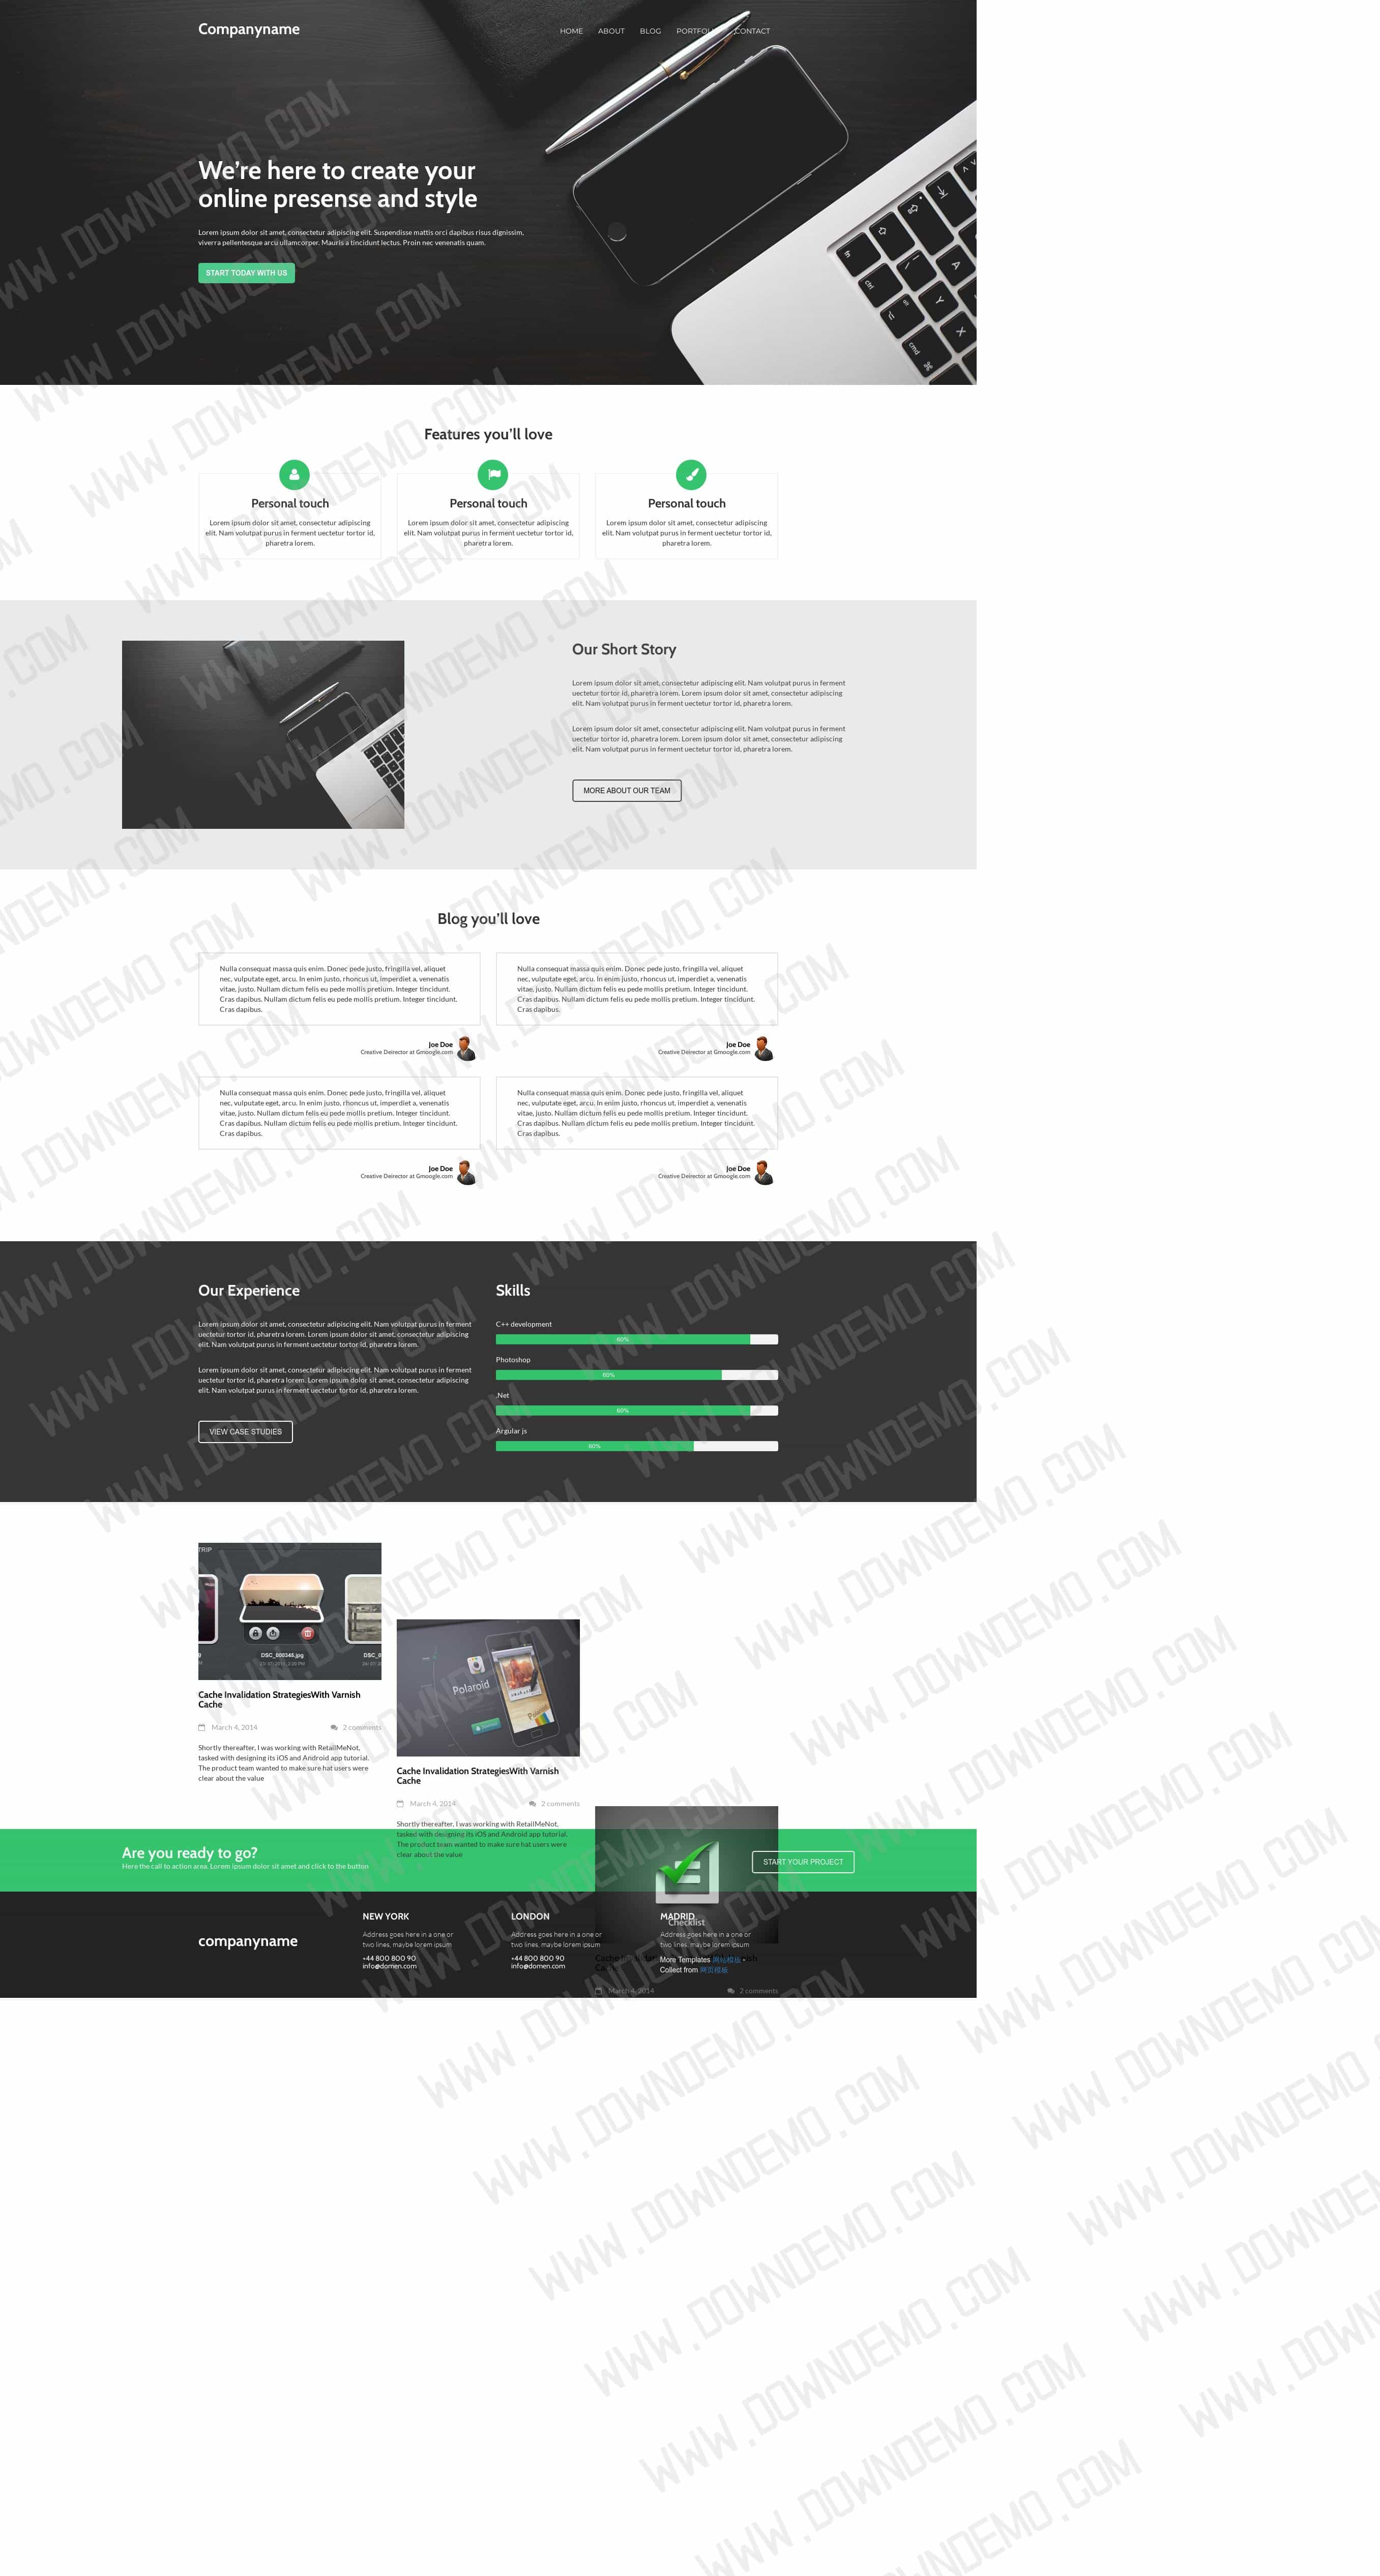 Companyname
HOME ABOUT BLOG PORTFOLIO CONTACT
We're here to create your
online presense and style
Lorem ipsum dolor sit amet, consectetur adipiscing elit. Suspendisse mattis orci dapibus risus dignissim,
viverra pellentesque arcu ullamcorper. Mauris a tincidunt lectus. Proin nec venenatis quam.
START TODAY WITH US
Features you'll love
Personal touch
Lorem ipsum dolor sit amet, consectetur adipiscing
elit. Nam volutpat purus in ferment uectetur tortor id,
pharetra lorem.
Personal touch
Lorem ipsum dolor sit amet, consectetur adipiscing
elit. Nam volutpat purus in ferment uectetur tortor id,
pharetra lorem.
Personal touch
Lorem ipsum dolor sit amet, consectetur adipiscing
elit. Nam volutpat purus in ferment uectetur tortor id,
pharetra lorem.
Our Short Story
Lorem ipsum dolor sit amet, consectetur adipiscing elit. Nam volutpat purus in ferment
uectetur tortor id, pharetra lorem. Lorem ipsum dolor sit amet, consectetur adipiscing
elit. Nam volutpat purus in ferment uectetur tortor id, pharetra lorem.
Lorem ipsum dolor sit amet, consectetur adipiscing elit. Nam volutpat purus in ferment
uectetur tortor id, pharetra lorem. Lorem ipsum dolor sit amet, consectetur adipiscing
elit. Nam volutpat purus in ferment uectetur tortor id, pharetra lorem.
MORE ABOUT OUR TEAM
Blog you'll love
Nulla consequat massa quis enim. Donec pede justo, fringilla vel, aliquet
nec, vulputate eget, arcu. In enim justo, rhoncus ut, imperdiet a, venenatis
vitae, justo. Nullam dictum felis eu pede mollis pretium. Integer tincidunt.
Cras dapibus. Nullam dictum felis eu pede mollis pretium. Integer tincidunt.
Cras dapibus.
Joe Doe
Creative Deirector at Gmoogle.com
Nulla consequat massa quis enim. Donec pede justo, fringilla vel, aliquet
nec, vulputate eget, arcu. In enim justo, rhoncus ut, imperdiet a, venenatis
vitae, justo. Nullam dictum felis eu pede mollis pretium. Integer tincidunt.
Cras dapibus. Nullam dictum felis eu pede mollis pretium. Integer tincidunt.
Cras dapibus.
Joe Doe
Creative Deirector at Gmoogle.com
Nulla consequat massa quis enim. Donec pede justo, fringilla vel, aliquet
nec, vulputate eget, arcu. In enim justo, rhoncus ut, imperdiet a, venenatis
vitae, justo. Nullam dictum felis eu pede mollis pretium. Integer tincidunt.
Cras dapibus. Nullam dictum felis eu pede mollis pretium. Integer tincidunt.
Cras dapibus.
Joe Doe
Creative Deirector at Gmoogle.com
Nulla consequat massa quis enim. Donec pede justo, fringilla vel, aliquet
nec, vulputate eget, arcu. In enim justo, rhoncus ut, imperdiet a, venenatis
vitae, justo. Nullam dictum felis eu pede mollis pretium. Integer tincidunt.
Cras dapibus. Nullam dictum felis eu pede mollis pretium. Integer tincidunt.
Cras dapibus.
Joe Doe
Creative Deirector at Gmoogle.com
Our Experience
Lorem ipsum dolor sit amet, consectetur adipiscing elit. Nam volutpat purus in ferment
uectetur tortor id, pharetra lorem. Lorem ipsum dolor sit amet, consectetur adipiscing
elit. Nam volutpat purus in ferment uectetur tortor id, pharetra lorem.
Lorem ipsum dolor sit amet, consectetur adipiscing elit. Nam volutpat purus in ferment
uectetur tortor id, pharetra lorem. Lorem ipsum dolor sit amet, consectetur adipiscing
elit. Nam volutpat purus in ferment uectetur tortor id, pharetra lorem.
VIEW CASE STUDIES
Skills
C++ development
60%
Photoshop
60%
.Net
60%
Argular js
60%
TRIP
DSC_000348.jpg
Cache Invalidation StrategiesWith Varnish
Cache
March 4, 2014
2 comments
Shortly thereafter, I was working with RetailMeNot,
tasked with designing its iOS and Android app tutorial.
The product team wanted to make sure hat users were
clear about the value
Polaroid
Cache Invalidation StrategiesWith Varnish
Cache
March 4, 2014
2 comments
Shortly thereafter, I was working with RetailMeNot,
tasked with designing its iOS and Android app tutorial.
The product team wanted to make sure hat users were
clear about the value
Are you ready to go?
Here the call to action area. Lorem ipsum dolor sit amet and click to the button
START YOUR PROJECT
Checklist
March 4, 2014
2 comments
companyname
NEW YORK
Address goes here in a one or
two lines, maybe lorem ipsum
+44 800 800 90
info@domen.com
LONDON
Address goes here in a one or
two lines, maybe lorem ipsum
+44 800 800 90
info@domen.com
MADRID
Address goes here in a one or
two lines, maybe lorem ipsum
More Templates 网站模板 -
Collect from 网页模板
WWW.DOWNDEMO.COM